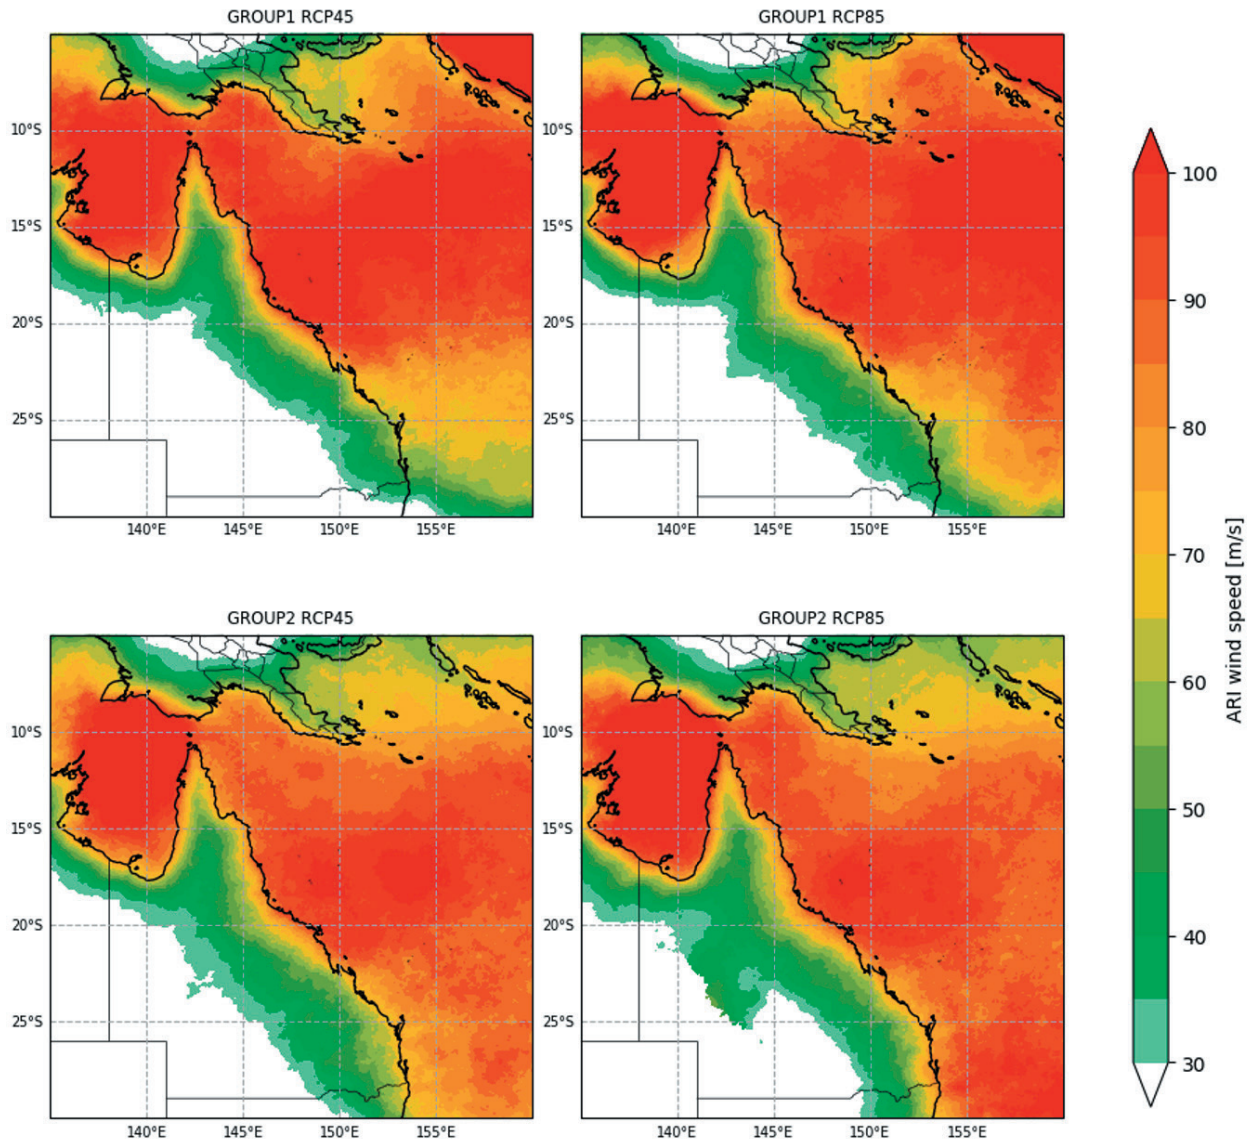 GROUP1 RCP45
GROUP1 RCP85
10°S
15°S
20°S
25°S
140°E 145°E 150°E 155°E
10°S
15°S
20°S
25°S
140°E 145°E 150°E 155°E
GROUP2 RCP45
GROUP2 RCP85
10°S
15°S
20°S
25°S
140°E 145°E 150°E 155°E
10°S
15°S
20°S
25°S
140°E 145°E 150°E 155°E
100
90
80
70
60
50
40
30
ARI wind speed [m/s]